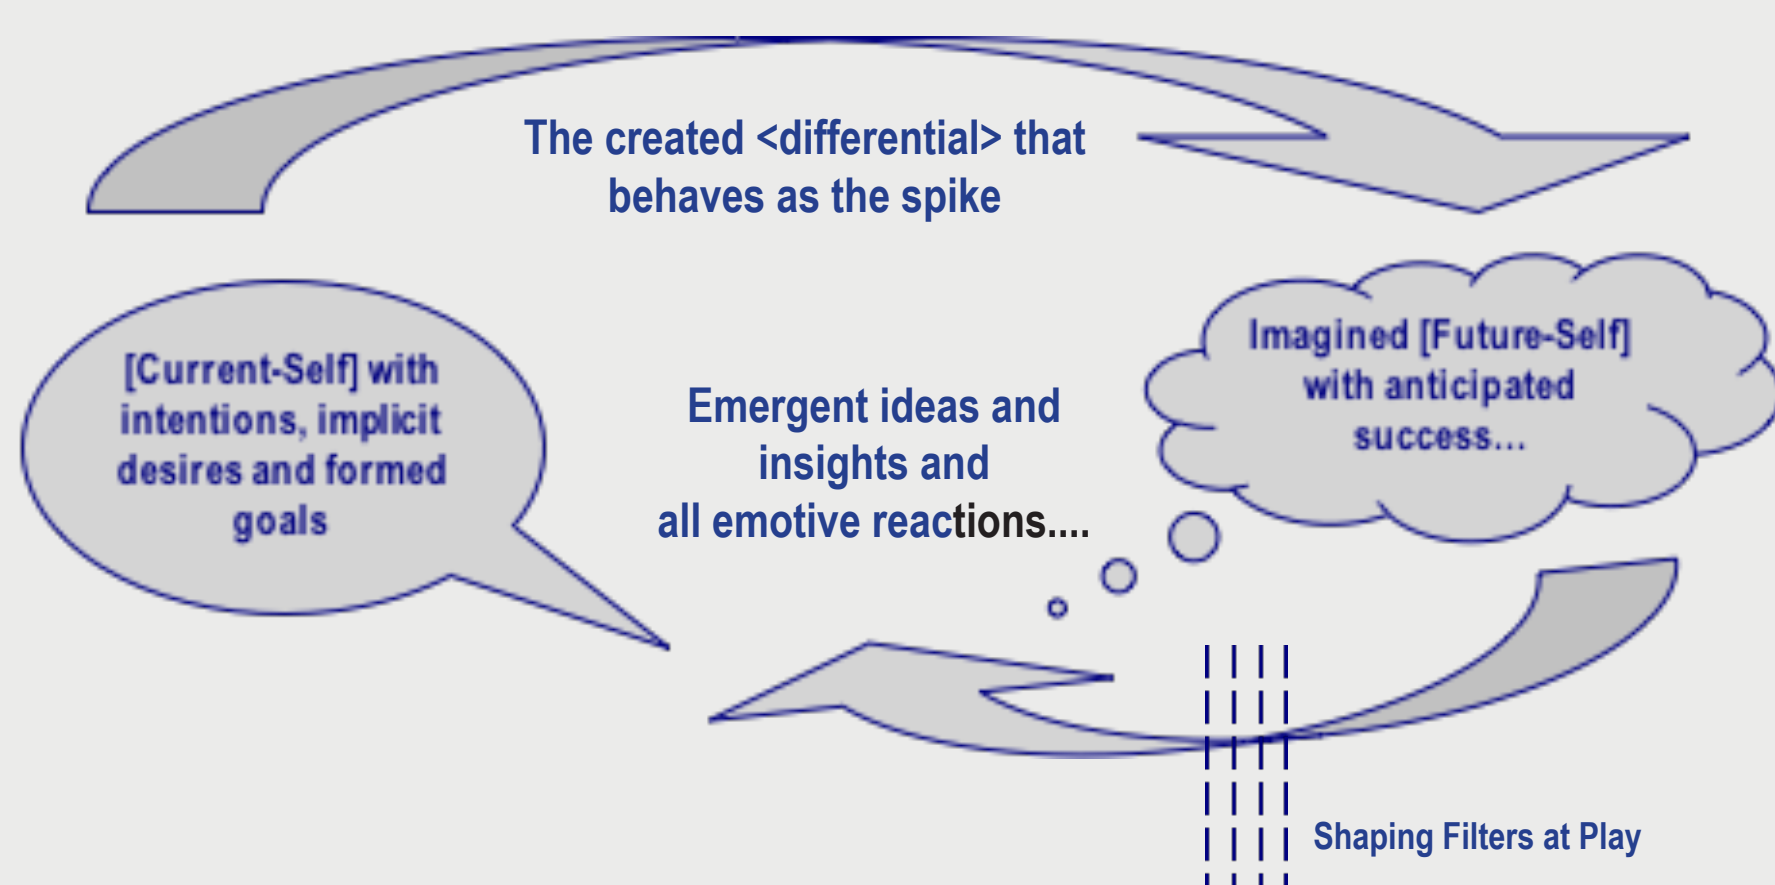 The created <differential> that
behaves as the spike
[Current-Self] with
intentions, implicit
desires and formed
goals
Emergent ideas and
insights and
all emotive reactions....
Imagined [Future-Self]
with anticipated
success...
Shaping Filters at Play